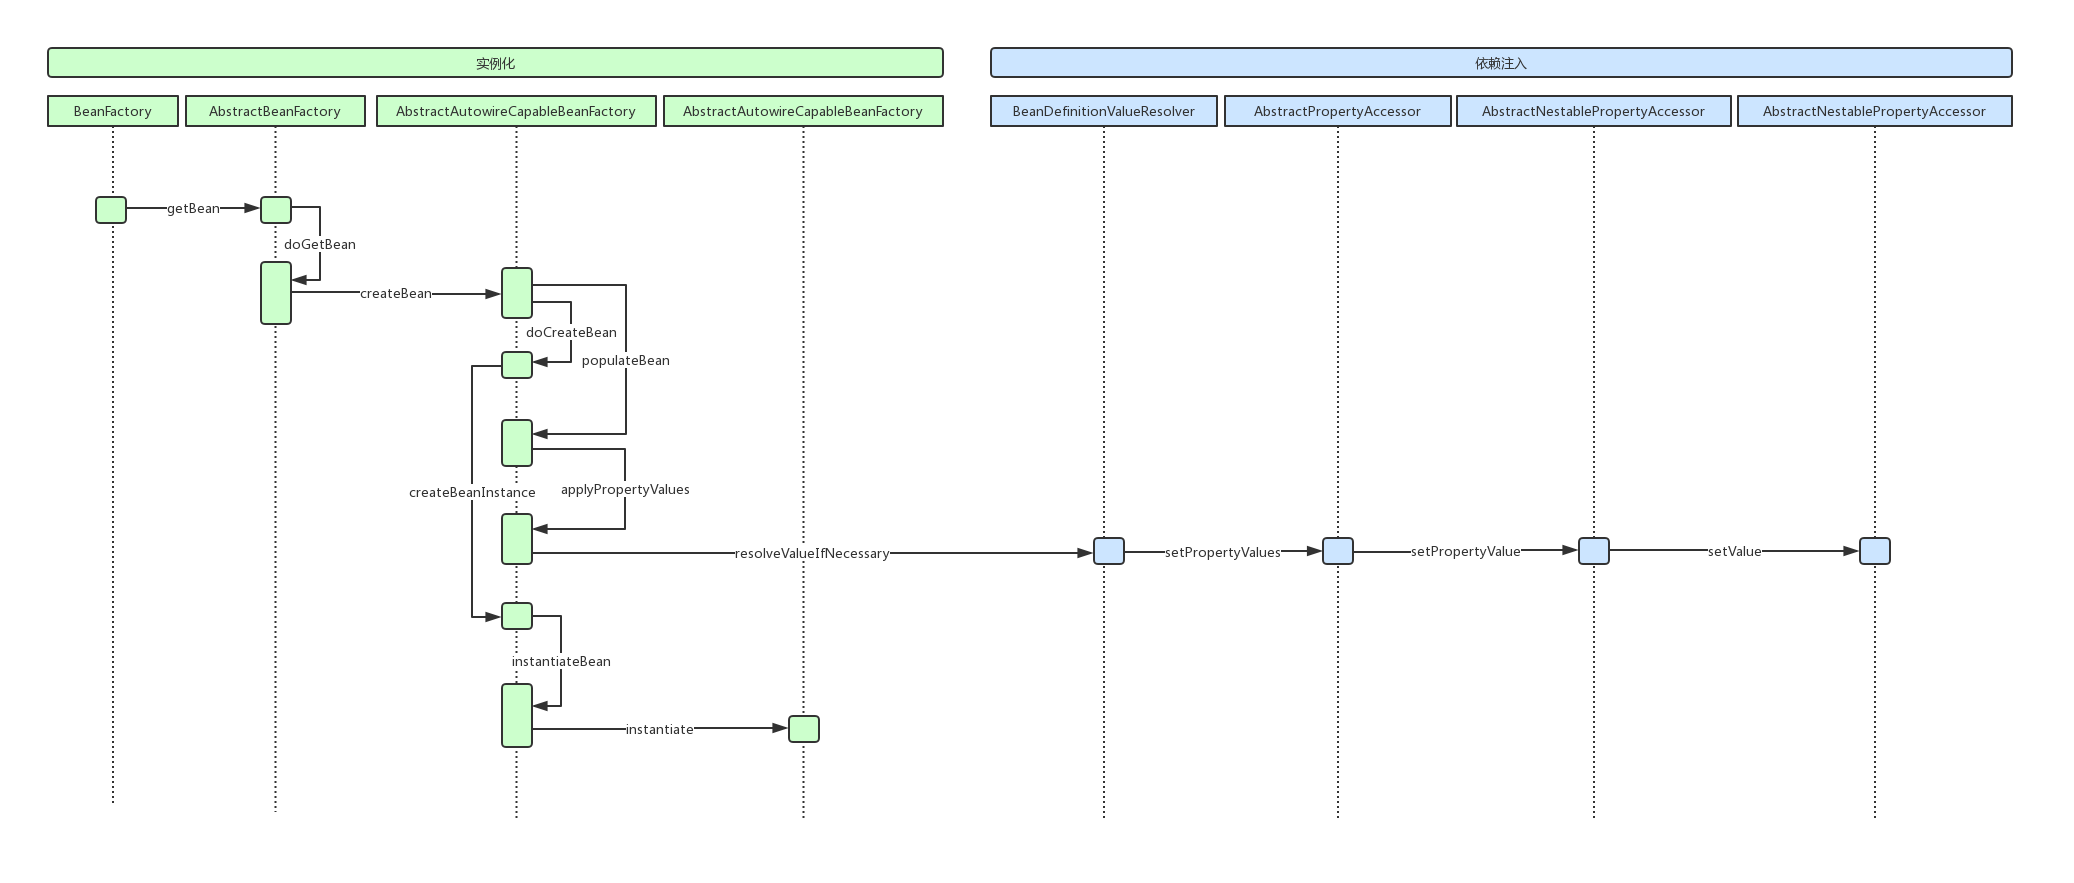 实例化
依赖注入
BeanFactory
AbstractBeanFactory
AbstractAutowireCapableBeanFactory
AbstractAutowireCapableBeanFactory
BeanDefinitionValueResolver
AbstractPropertyAccessor
AbstractNestablePropertyAccessor
AbstractNestablePropertyAccessor
getBean
doGetBean
createBean
doCreateBean
populateBean
createBeanInstance
applyPropertyValues
resolveValueIfNecessary
setPropertyValues
setPropertyValue
setValue
instantiateBean
instantiate